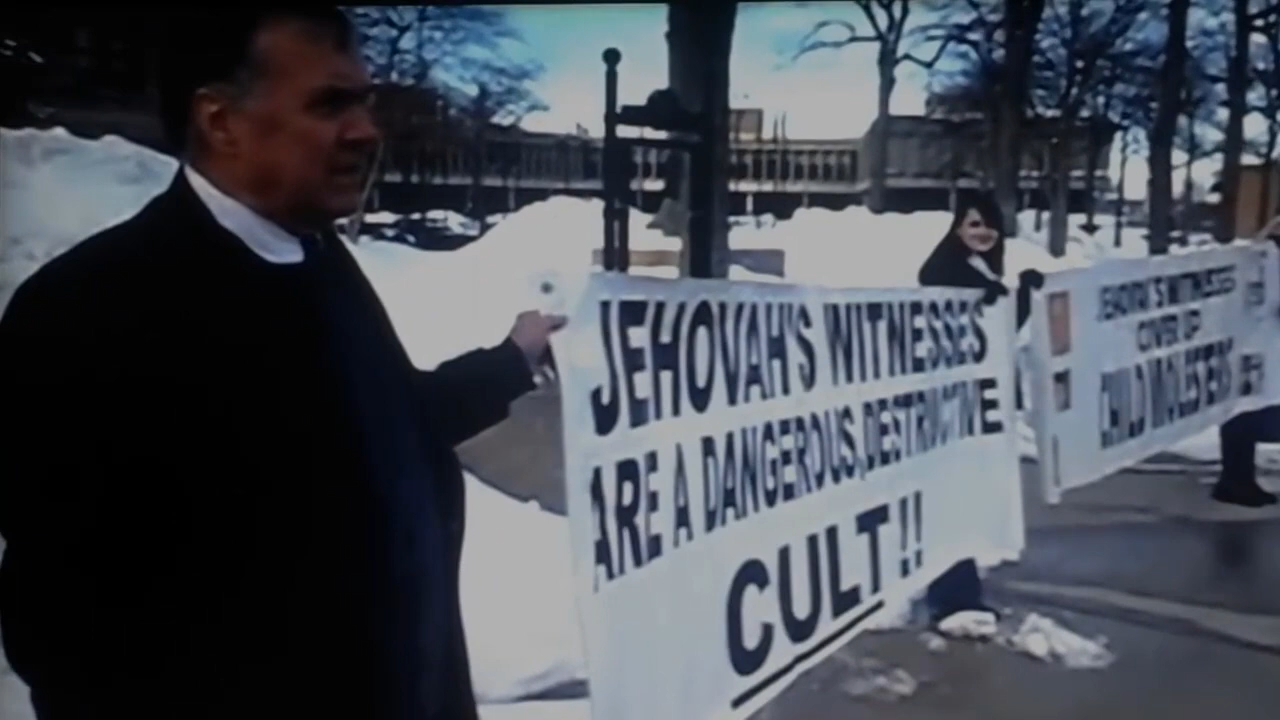 JEHOVAH'S WITNESSES
ARE A DANGEROUS, DESTRUCTIVE
CULT!!
JEHOVAH'S WITNESSES
COVER UP
CHILD MOLESTERS